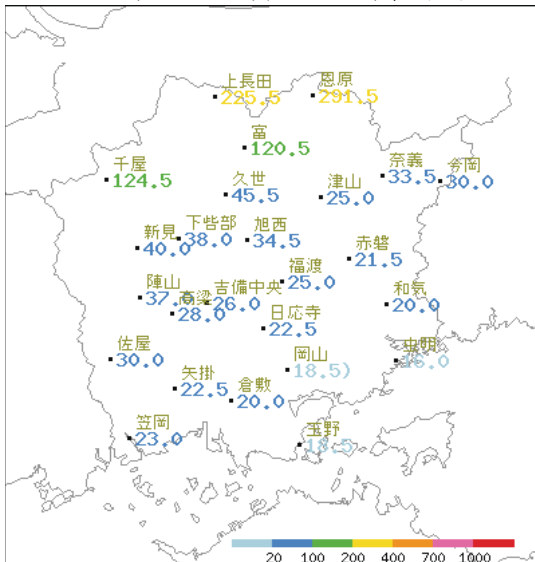 上長田
225.5
恩原
291.5
富
120.5
千屋
124.5
久世
45.5
津山
25.0
奈義
33.5
今岡
30.0
新見
40.0
下呰部
38.0
旭西
34.5
赤磐
21.5
福渡
25.0
陣山
37.0
高梁
28.0
吉備中央
26.0
和気
20.0
日応寺
22.5
佐屋
30.0
岡山
18.5)
虫明
16.0
矢掛
22.5
倉敷
20.0
笠岡
23.0
玉野
20 100 200 400 700 1000